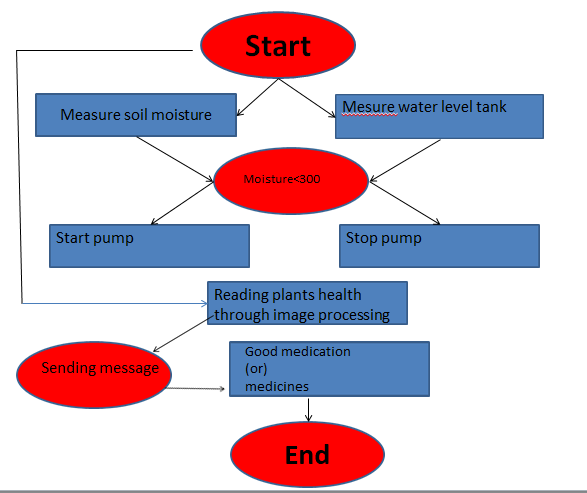 Start
Measure soil moisture
Mesure water level tank
Moisture<300
Start pump
Stop pump
Reading plants health
through image processing
Sending message
Good medication
(or)
medicines
End